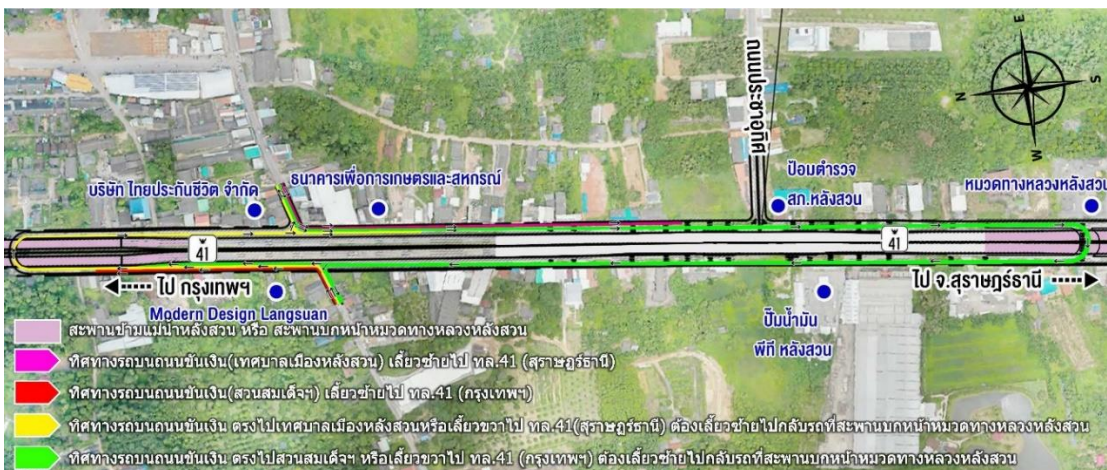 E
N
S
W
ถนนประชาอุทิศ
ป้อมตำรวจ
สภ.หลังสวน
หมวดทางหลวงหลังสวน
บริษัท ไทยประกันชีวิต จำกัด
ธนาคารเพื่อการเกษตรและสหกรณ์
41
41
ไป กรุงเทพฯ
ไป จ.สุราษฎร์ธานี
Modern Design Langsuan
ปั๊มน้ำมัน
พีที หลังสวน
สะพานข้ามแม่น้ำหลังสวน หรือ สะพานบกหน้าหมวดทางหลวงหลังสวน
ทิศทางรถบนถนนขันเงิน(เทศบาลเมืองหลังสวน) เลี้ยวซ้ายไป ทล.41 (สุราษฎร์ธานี)
ทิศทางรถบนถนนขันเงิน(สวนสมเด็จฯ) เลี้ยวซ้ายไป ทล.41 (กรุงเทพฯ)
ทิศทางรถบนถนนขันเงิน ตรงไปเทศบาลเมืองหลังสวนหรือเลี้ยวขวาไป ทล.41(สุราษฎร์ธานี) ต้องเลี้ยวซ้ายไปกลับรถที่สะพานบกหน้าหมวดทางหลวงหลังสวน
ทิศทางรถบนถนนขันเงิน ตรงไปสวนสมเด็จฯ หรือเลี้ยวขวาไป ทล.41 (กรุงเทพฯ) ต้องเลี้ยวซ้ายไปกลับรถที่สะพานบกหน้าหมวดทางหลวงหลังสวน